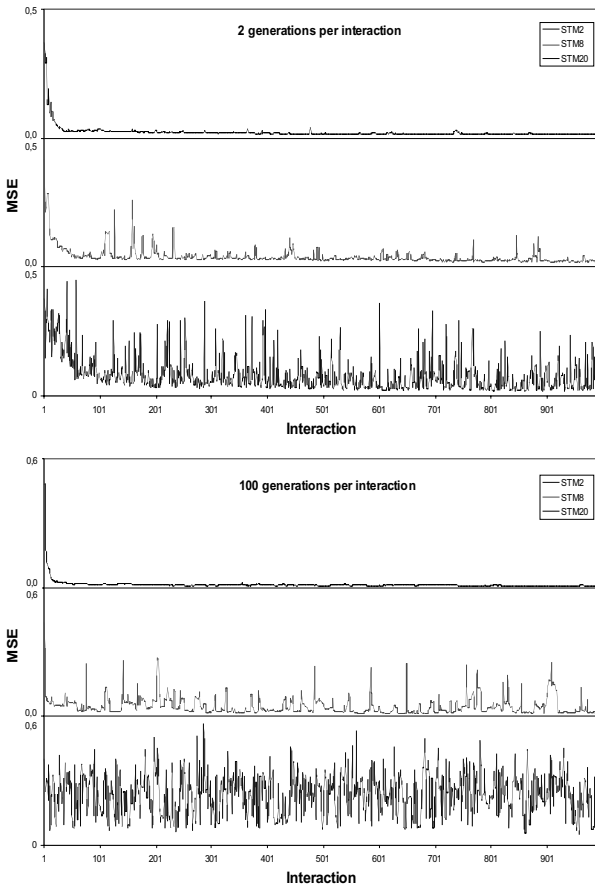 0,5
2 generations per interaction
STM2
STM8
STM20
0,0
0,5
MSE
0,0
0,5
0
1 101 201 301 401 501 601 701 801 901
Interaction
0,6
100 generations per interaction
STM2
STM8
STM20
0,0
0,6
MSE
0,0
0,6
0
1 101 201 301 401 501 601 701 801 901
Interaction